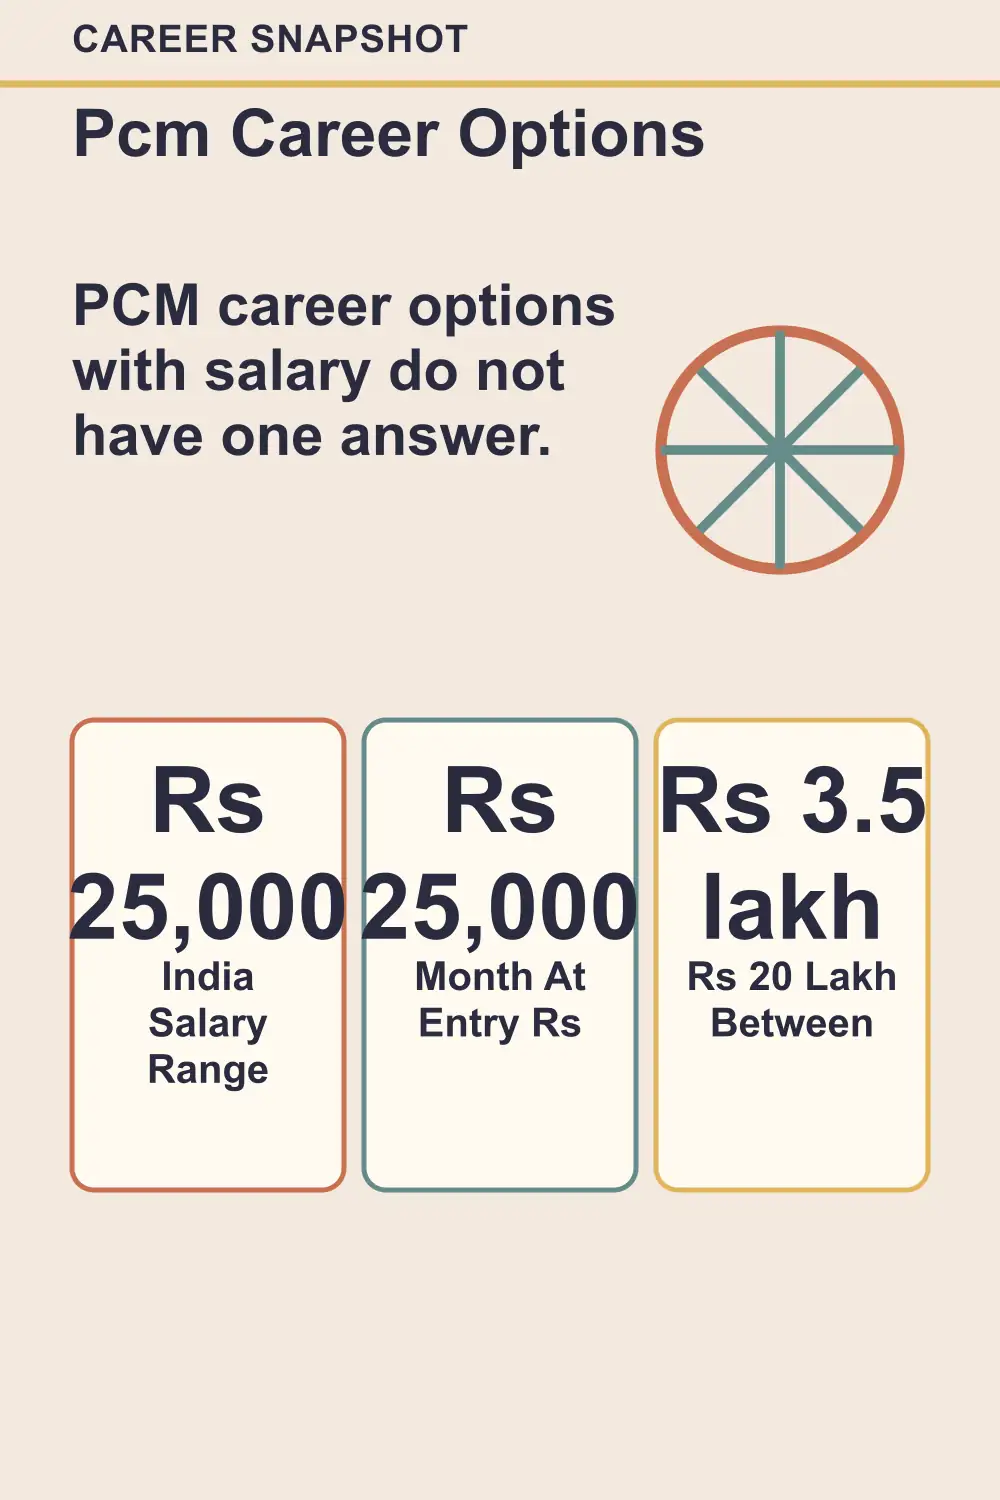 CAREER SNAPSHOT
Pcm Career Options
PCM career options
with salary do not
have one answer.
Rs
25,000
India
Salary
Range
Rs
25,000
Month At
Entry Rs
Rs 3.5
lakh
Rs 20 Lakh
Between